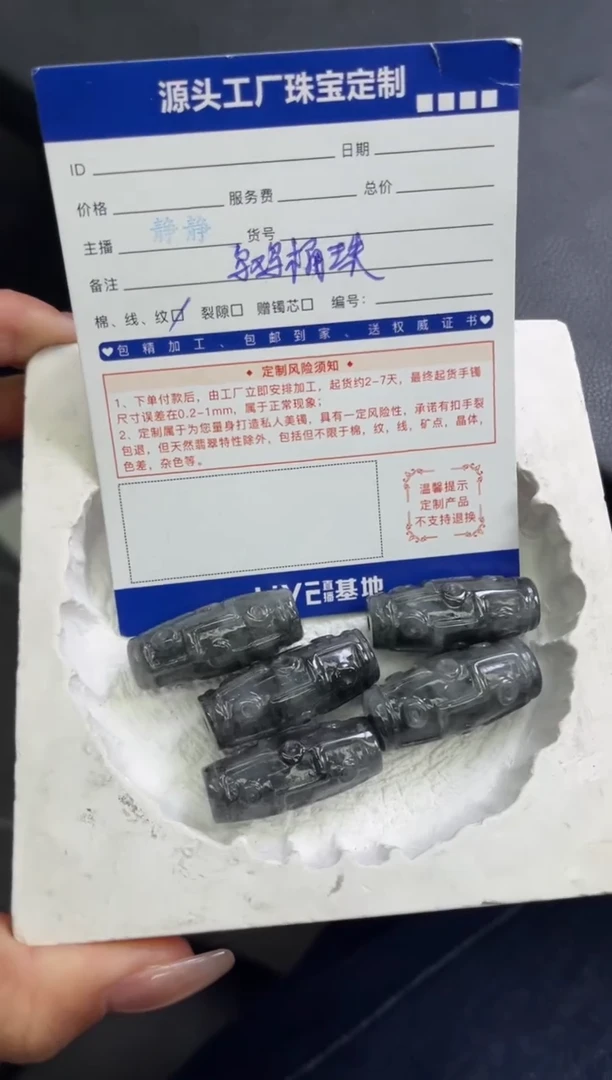 源头工厂珠宝定制
ID 日期
价格 服务费 总价
主播 静静 货号
备注 乌鸡桶珠
棉、线、纹☑ 裂隙□ 赠镯芯□ 编号：
包精加工、包邮到家、送权威证书
定制风险须知
1、下单付款后，由工厂立即安排加工，起货约2-7天，最终起货手镯
尺寸误差在0.2-1mm，属于正常现象；
2、定制属于为您量身打造私人美镯，具有一定风险性，承诺有扣手裂
包退，但天然翡翠特性除外，包括但不限于棉，纹，线，矿点，晶体，
色差，杂色等。
温馨提示
定制产品
不支持退换
LIVE直播基地